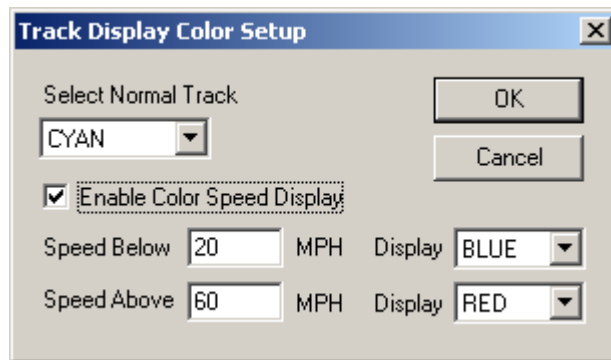 Track Display Color Setup
Select Normal Track
CYAN
OK
Cancel
Enable Color Speed Display
Speed Below 20 MPH Display BLUE
Speed Above 60 MPH Display RED